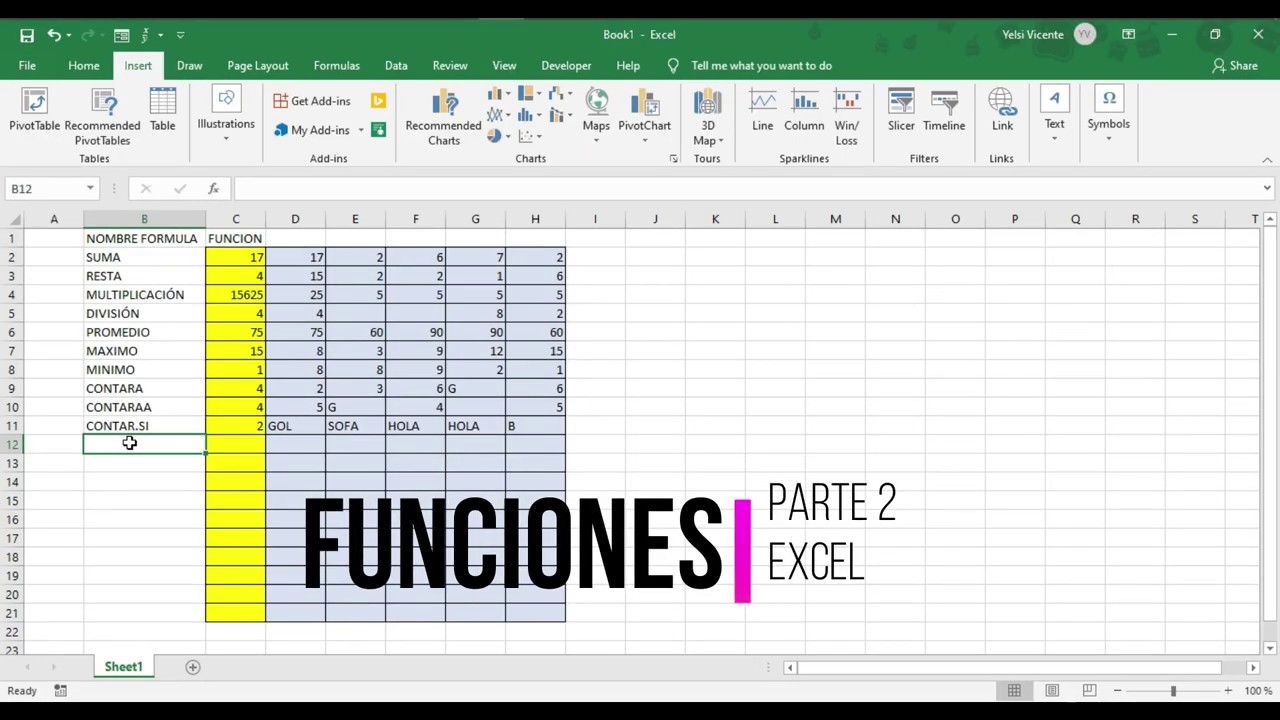 Book1 - Excel
Yelsi Vicente YV
File Home Insert Draw Page Layout Formulas Data Review View Developer Help Tell me what you want to do Share
PivotTable Recommended PivotTables Table Illustrations Get Add-ins My Add-ins Recommended Charts Maps PivotChart 3D Map Line Column Win/Loss Slicer Timeline Link Text Symbols
Tables Add-ins Charts Tours Sparklines Filters Links
B12 fx
A B C D E F G H I J K L M N O P Q R S T
1 NOMBRE FORMULA FUNCION
2 SUMA 17 17 2 6 7 2
3 RESTA 4 15 2 2 1 6
4 MULTIPLICACIÓN 15625 25 5 5 5 5
5 DIVISIÓN 4 4 8 2
6 PROMEDIO 75 75 60 90 90 60
7 MAXIMO 15 8 3 9 12 15
8 MINIMO 1 8 8 9 2 1
9 CONTARA 4 2 3 6 G 6
10 CONTARAA 4 5 G 4 5
11 CONTAR.SI 2 GOL SOFA HOLA HOLA B
12
13
14
15
16
17
18
19
20
21
22
23
FUNCIONES
PARTE 2
EXCEL
Sheet1
Ready 100 %